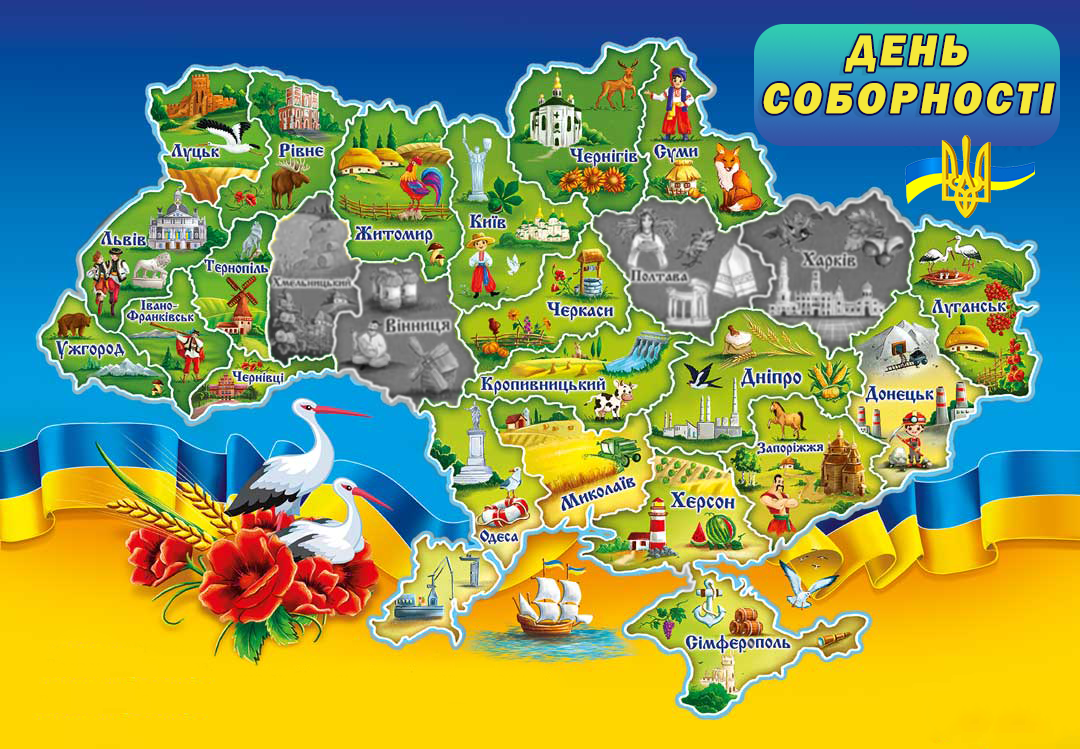 ДЕНЬ
СОБОРНОСТІ
Луцьк
Рівне
Чернігів
Суми
Житомир
Київ
Львів
Тернопіль
Хмельницький
Полтава
Харків
Івано-
Франківськ
Вінниця
Черкаси
Луганськ
Ужгород
Чернівці
Кропивницький
Дніпро
Донецьк
Запоріжжя
Миколаїв
Херсон
Одеса
Сімферополь